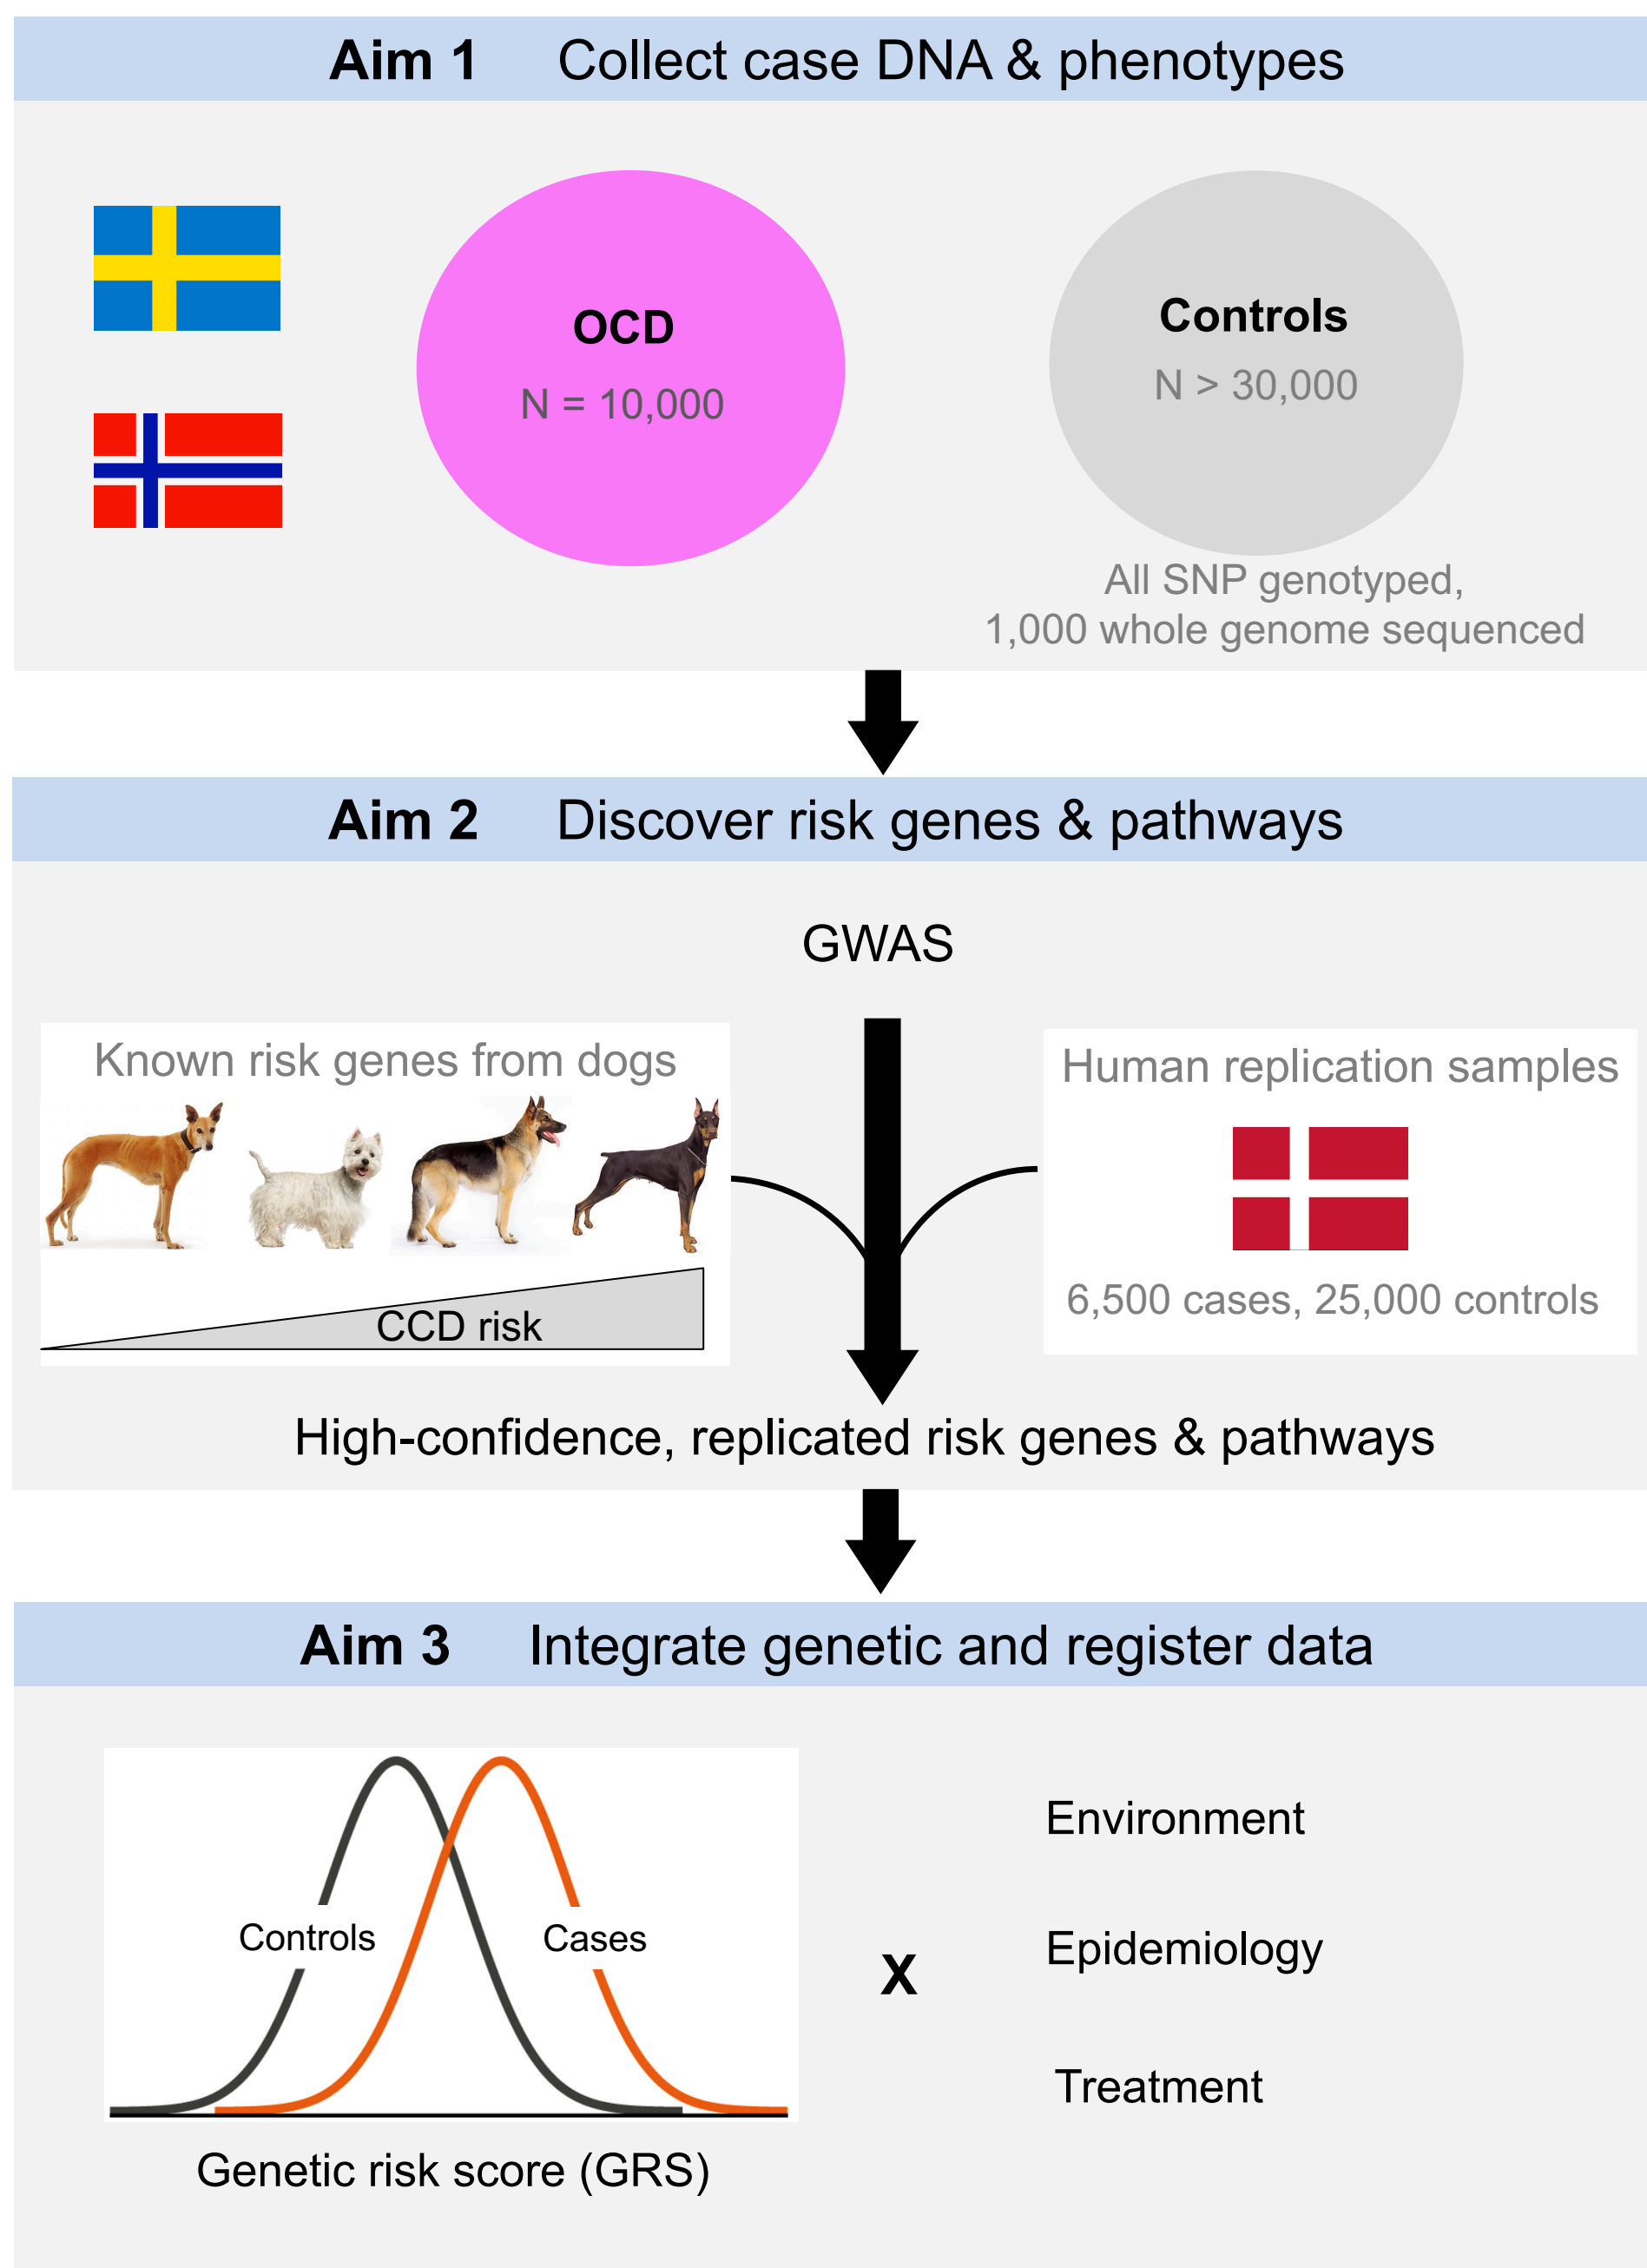 Aim 1 Collect case DNA & phenotypes
OCD
N = 10,000
Controls
N > 30,000
All SNP genotyped,
1,000 whole genome sequenced
Aim 2 Discover risk genes & pathways
GWAS
Known risk genes from dogs
CCD risk
Human replication samples
6,500 cases, 25,000 controls
High-confidence, replicated risk genes & pathways
Aim 3 Integrate genetic and register data
Controls
Cases
Genetic risk score (GRS)
x
Environment
Epidemiology
Treatment